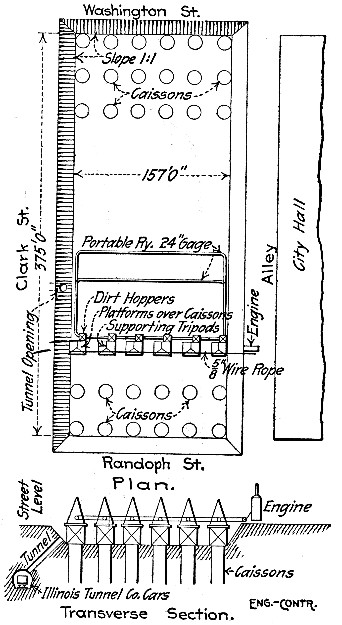 Washington St.
Slope 1:1
Caissons
157'0"
Clark St.
375'0"
Portable Ry. 24" Gage
Alley
City Hall
Dirt Hoppers
Platforms over Caissons
Supporting Tripods
Engine
Tunnel Opening
5/8" Wire Rope
Caissons
Randoph St.
Plan.
Street Level
Engine
Tunnel
Caissons
Illinois Tunnel Co. Cars
Transverse Section.
ENG.-CONTR.